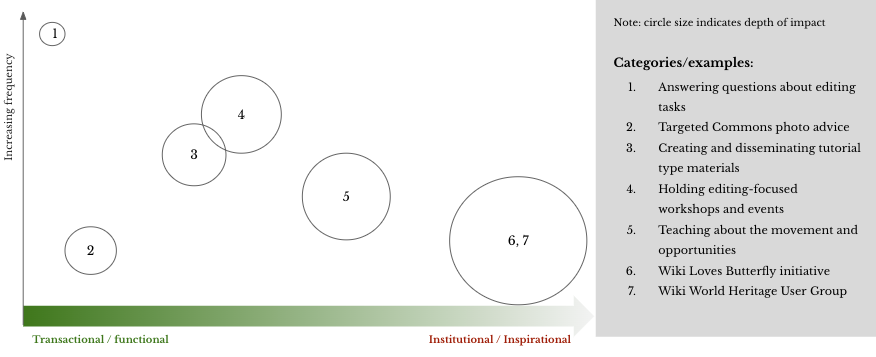 Increasing frequency
1
2
3
4
5
6, 7
Transactional / functional
Institutional / Inspirational
Note: circle size indicates depth of impact
Categories/examples:
1. Answering questions about editing
tasks
2. Targeted Commons photo advice
3. Creating and disseminating tutorial
type materials
4. Holding editing-focused
workshops and events
5. Teaching about the movement and
opportunities
6. Wiki Loves Butterfly initiative
7. Wiki World Heritage User Group